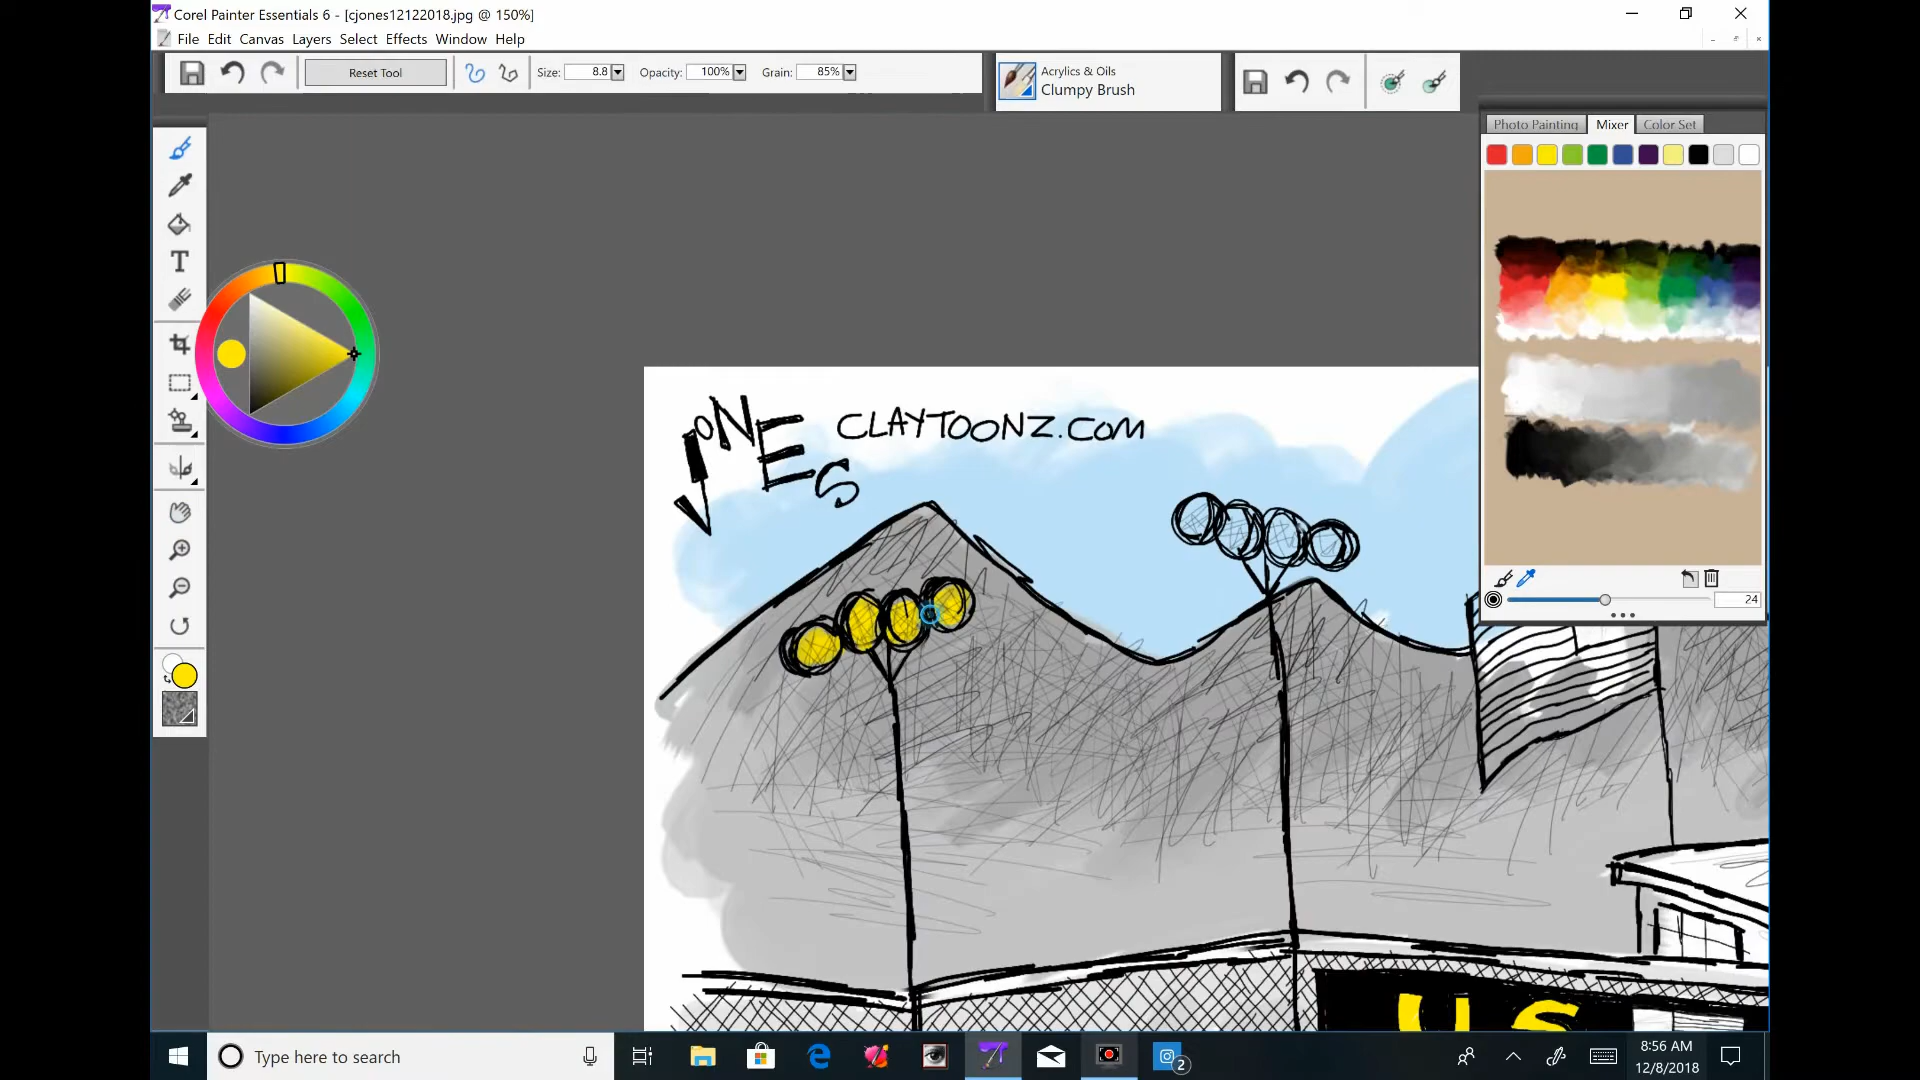 Corel Painter Essentials 6 - [cjones12122018.jpg @ 150%]
File Edit Canvas Layers Select Effects Window Help
Reset Tool Size: 8.8 Opacity: 100% Grain: 85%
Acrylics & Oils
Clumpy Brush
Photo Painting Mixer Color Set
T
24
JONES
CLAYTOONZ.COM
US
Type here to search
2
8:56 AM
12/8/2018